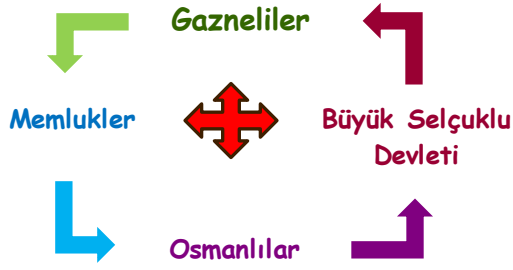 Gazneliler
Memlukler
Büyük Selçuklu
Devleti
Osmanlılar